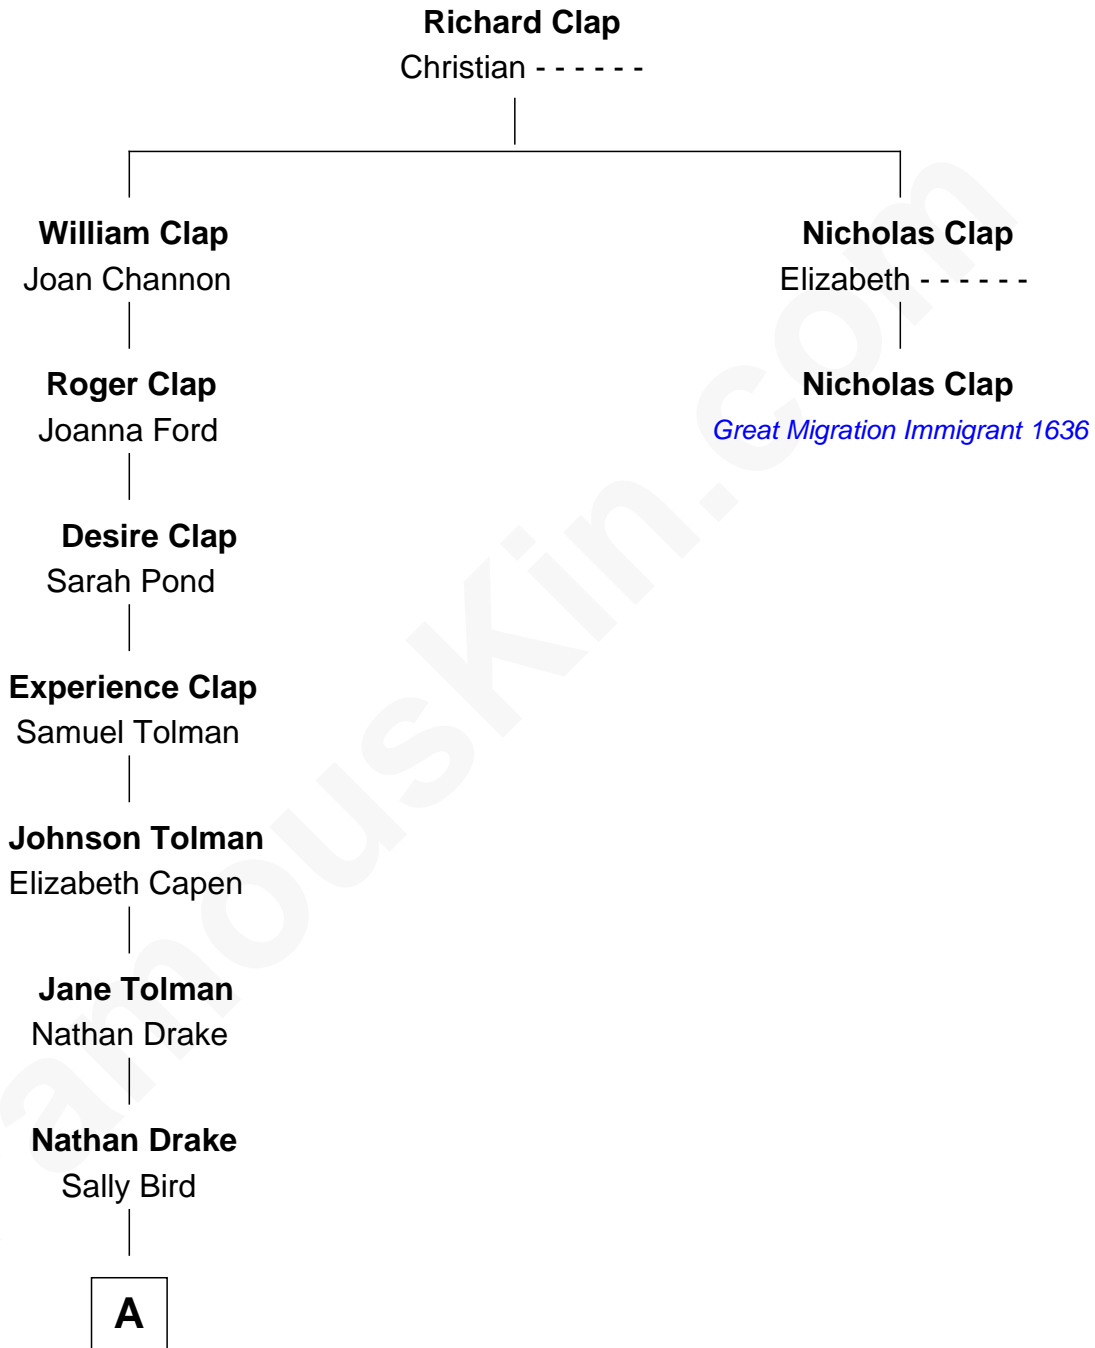 Richard Clap
Christian - - - - - -
William Clap
Joan Channon
Nicholas Clap
Elizabeth - - - - - -
Roger Clap
Joanna Ford
Nicholas Clap
Great Migration Immigrant 1636
Desire Clap
Sarah Pond
Experience Clap
Samuel Tolman
Johnson Tolman
Elizabeth Capen
Jane Tolman
Nathan Drake
Nathan Drake
Sally Bird
A
amousKin.com